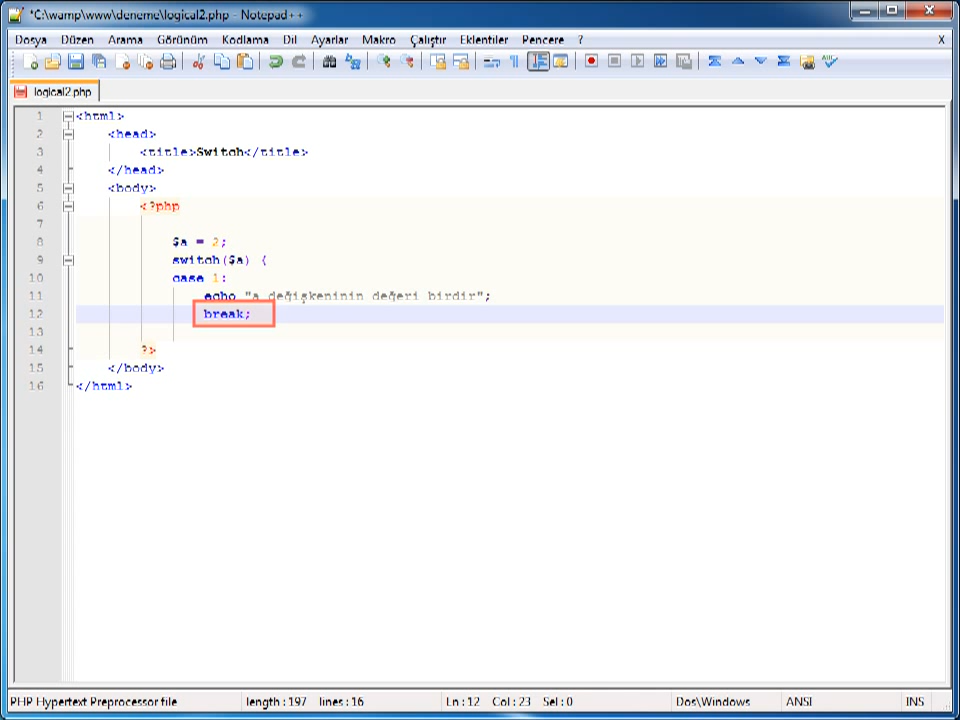 *C:\wamp\www\deneme\logical2.php - Notepad++
Dosya Düzen Arama Görünüm Kodlama Dil Ayarlar Makro Çalıştır Eklentiler Pencere ? X
logical2.php
1 <html>
2 <head>
3 <title>Switch</title>
4 </head>
5 <body>
6 <?php
7
8 $a = 2;
9 switch($a) {
10 case 1:
11 echo "a değişkeninin değeri birdir";
12 break;
13
14 ?>
15 </body>
16 </html>
PHP Hypertext Preprocessor file length : 197 lines : 16 Ln : 12 Col : 23 Sel : 0 Dos\Windows ANSI INS